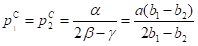 p₁ᶜ = p₂ᶜ = α / (2β − γ) = a(b₁ − b₂) / (2b₁ − b₂)